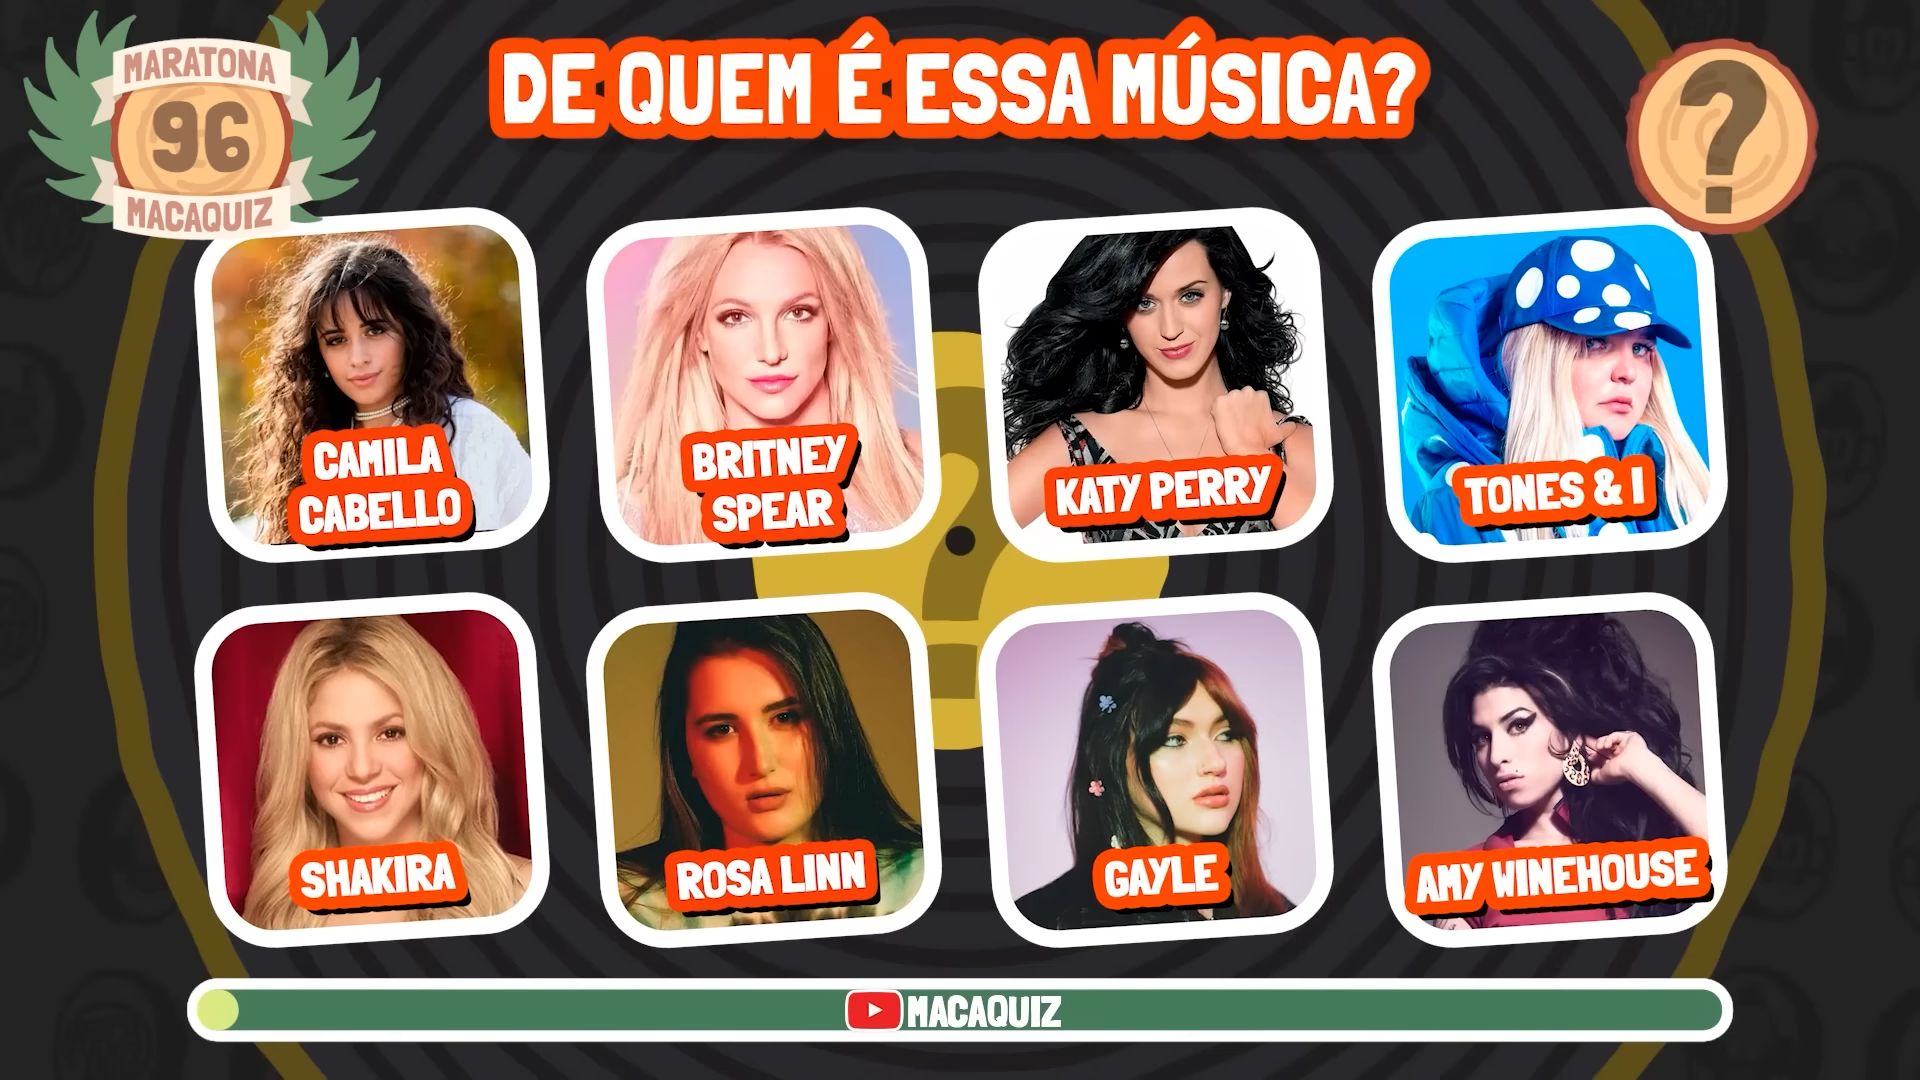 MARATONA
96
MACAQUIZ
DE QUEM É ESSA MÚSICA?
?
CAMILA
CABELLO
BRITNEY
SPEAR
KATY PERRY
TONES & I
?
SHAKIRA
ROSA LINN
GAYLE
AMY WINEHOUSE
MACAQUIZ